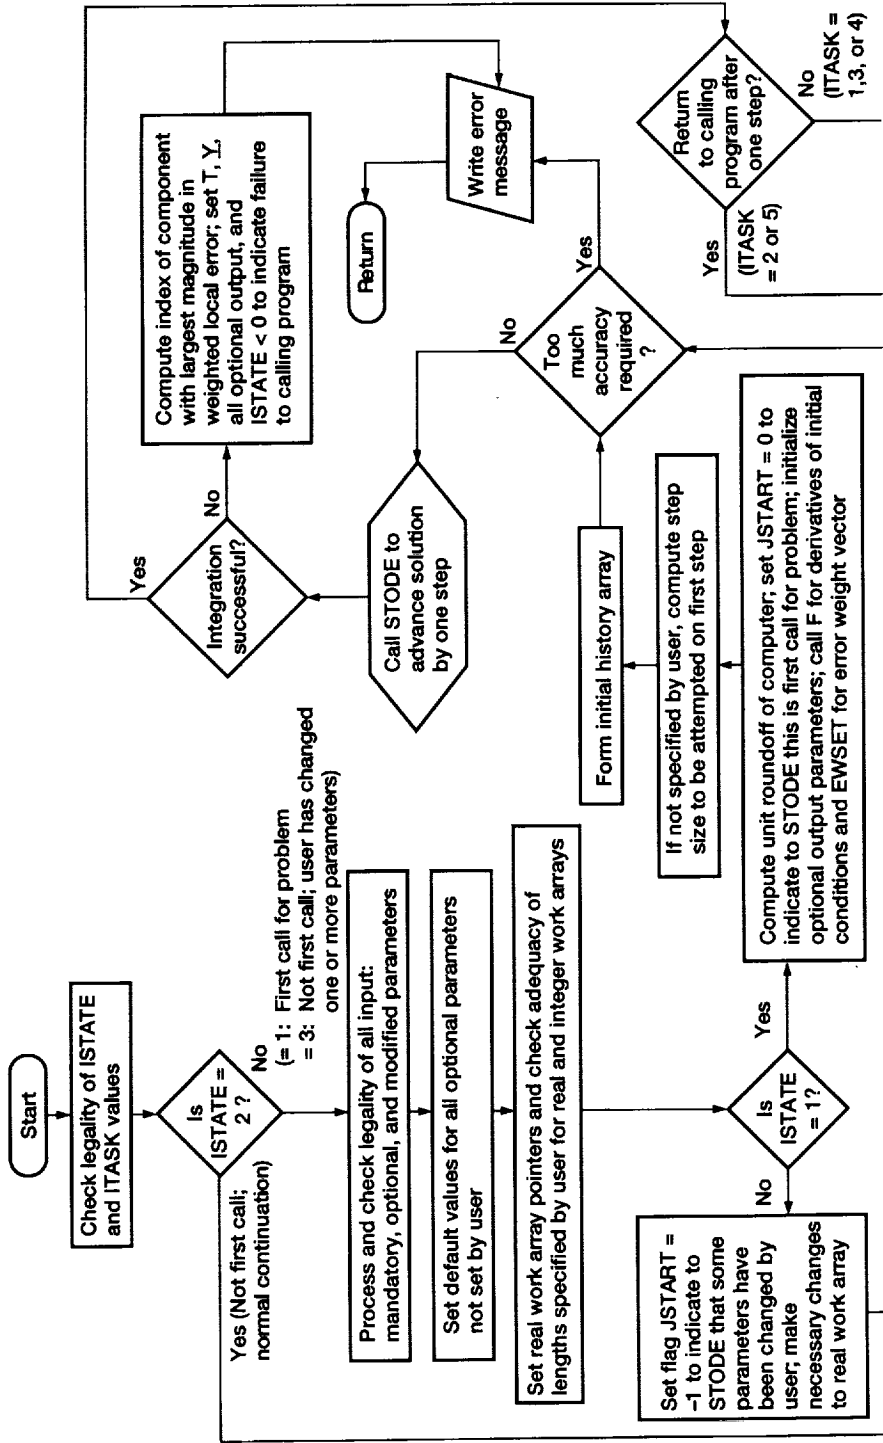 Start
Check legality of ISTATE
and ITASK values
Is
ISTATE =
2 ?
Yes (Not first call;
normal continuation)
No
(= 1: First call for problem
= 3: Not first call; user has changed
one or more parameters)
Process and check legality of all input:
mandatory, optional, and modified parameters
Set default values for all optional parameters
not set by user
Set real work array pointers and check adequacy of
lengths specified by user for real and integer work arrays
Is
ISTATE
= 1?
No
Yes
Set flag JSTART =
–1 to indicate to
STODE that some
parameters have
been changed by
user; make
necessary changes
to real work array
Compute unit roundoff of computer; set JSTART = 0 to
indicate to STODE this is first call for problem; initialize
optional output parameters; call F for derivatives of initial
conditions and EWSET for error weight vector
If not specified by user, compute step
size to be attempted on first step
Form initial history array
Too
much
accuracy
required
?
No
Yes
Call STODE to
advance solution
by one step
Integration
successful?
Yes
No
Compute index of component
with largest magnitude in
weighted local error; set T, Y,
all optional output, and
ISTATE < 0 to indicate failure
to calling program
Write error
message
Return
Return
to calling
program after
one step?
Yes
(ITASK
= 2 or 5)
No
(ITASK =
1,3, or 4)